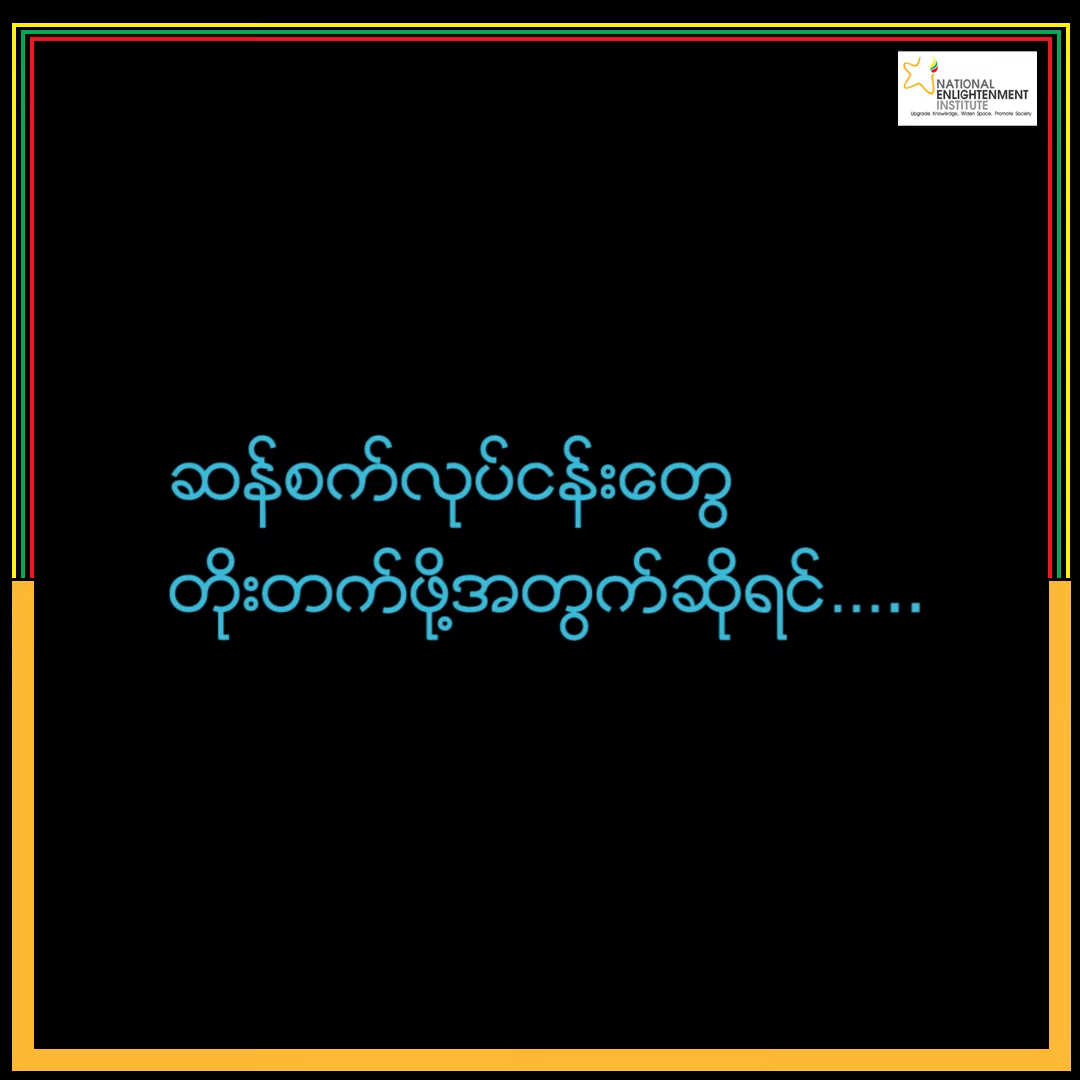 NATIONAL
ENLIGHTENMENT
INSTITUTE
Upgrade Knowledge, Widen Space, Promote Society
ဆန်စက်လုပ်ငန်းတွေ
တိုးတက်ဖို့အတွက်ဆိုရင်.....